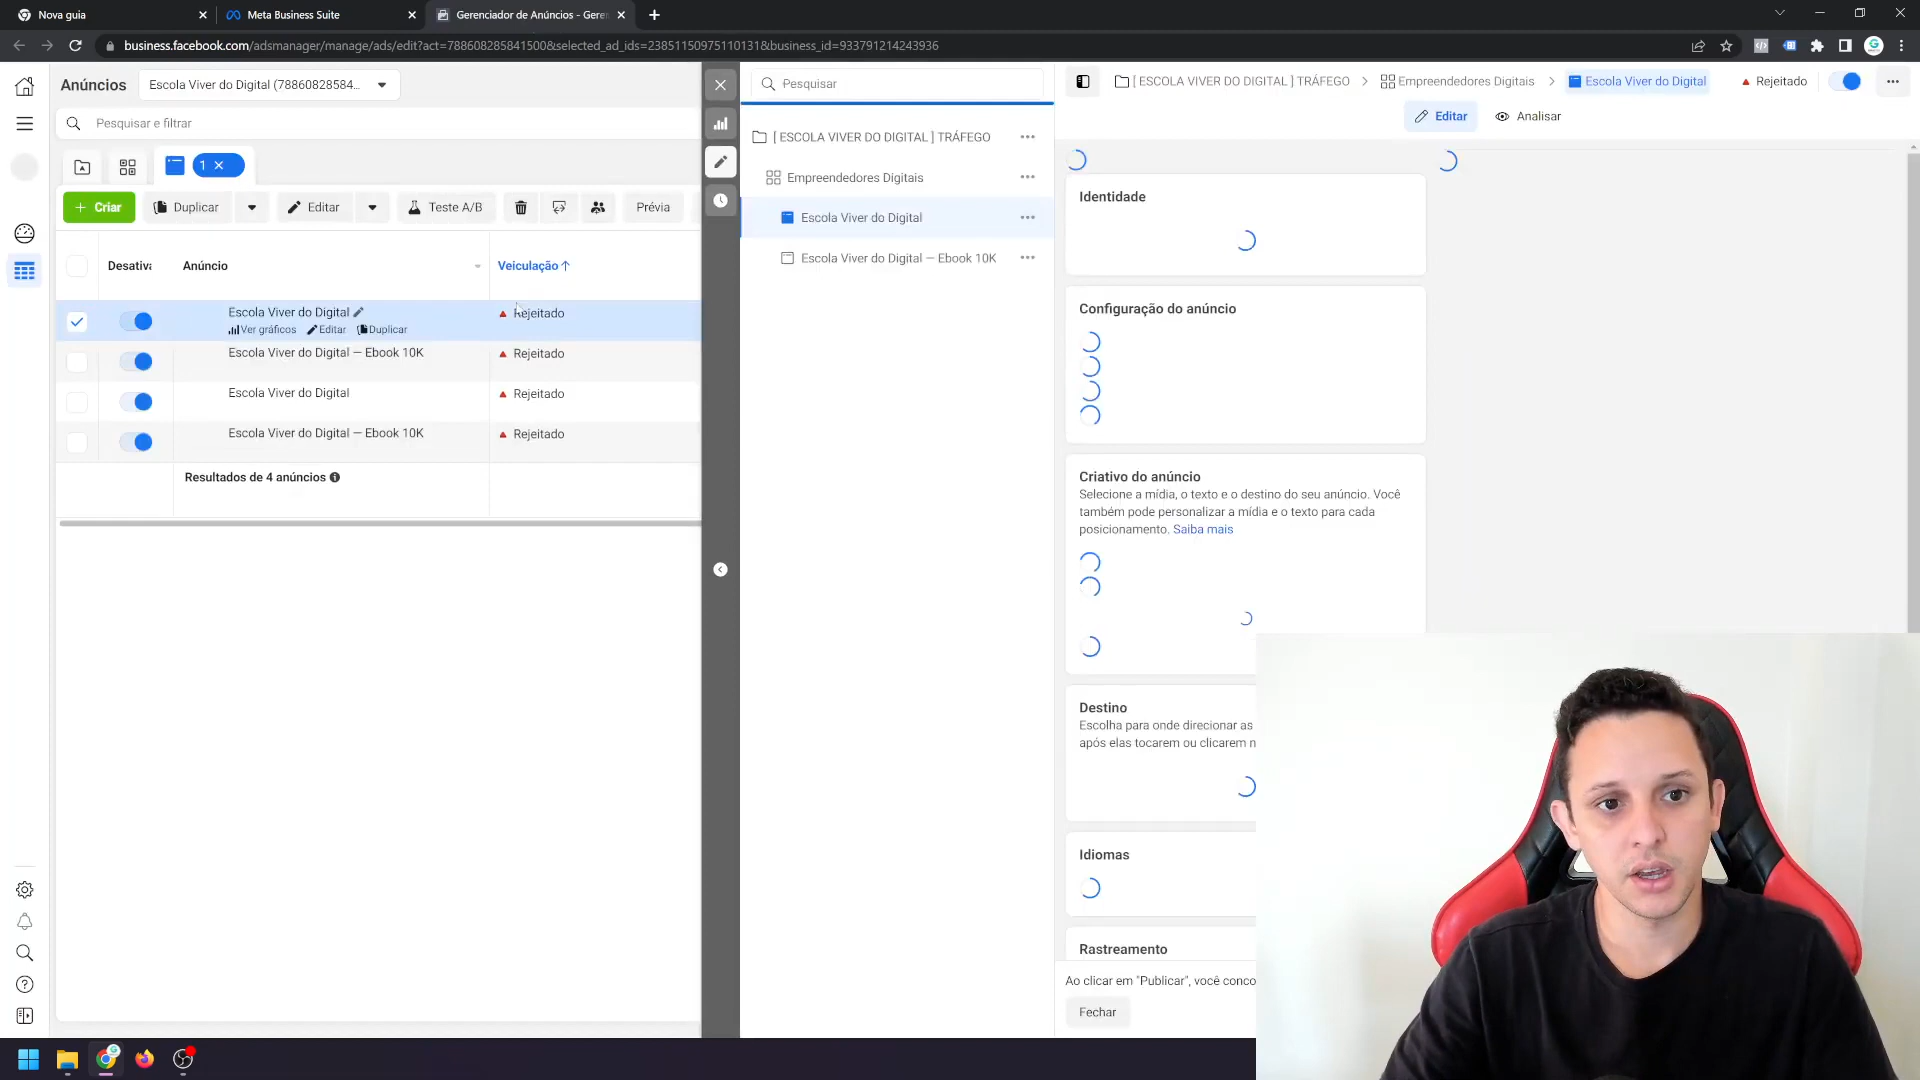 Nova guia
Meta Business Suite
Gerenciador de Anúncios - Geren
business.facebook.com/adsmanager/manage/ads/edit?act=788608285841500&selected_ad_ids=23851150975110131&business_id=933791214243936
Anúncios
Escola Viver do Digital (78860828584...
Pesquisar e filtrar
1
Criar
Duplicar
Editar
Teste A/B
Prévia
Desativa
Anúncio
Veiculação↑
Escola Viver do Digital
Ver gráficos
Editar
Duplicar
Rejeitado
Escola Viver do Digital — Ebook 10K
Rejeitado
Escola Viver do Digital
Rejeitado
Escola Viver do Digital — Ebook 10K
Rejeitado
Resultados de 4 anúncios
Pesquisar
[ ESCOLA VIVER DO DIGITAL ] TRÁFEGO
Empreendedores Digitais
Escola Viver do Digital
Escola Viver do Digital — Ebook 10K
[ ESCOLA VIVER DO DIGITAL ] TRÁFEGO
Empreendedores Digitais
Escola Viver do Digital
Rejeitado
Editar
Analisar
Identidade
Configuração do anúncio
Criativo do anúncio
Selecione a mídia, o texto e o destino do seu anúncio. Você
também pode personalizar a mídia e o texto para cada
posicionamento. Saiba mais
Destino
Escolha para onde direcionar as
após elas tocarem ou clicarem n
Idiomas
Rastreamento
Ao clicar em "Publicar", você conco
Fechar